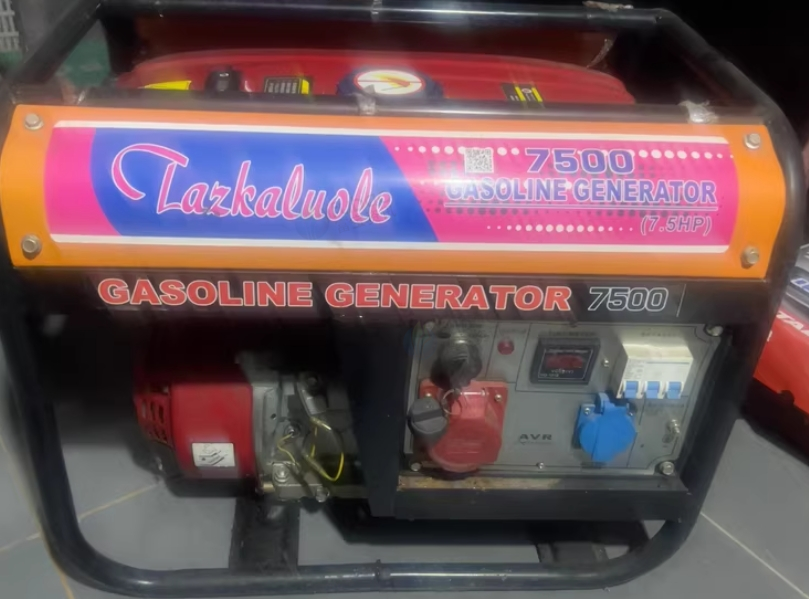 Tazkaluole
7500
GASOLINE GENERATOR
(7.5HP)
GASOLINE GENERATOR 7500
AVR